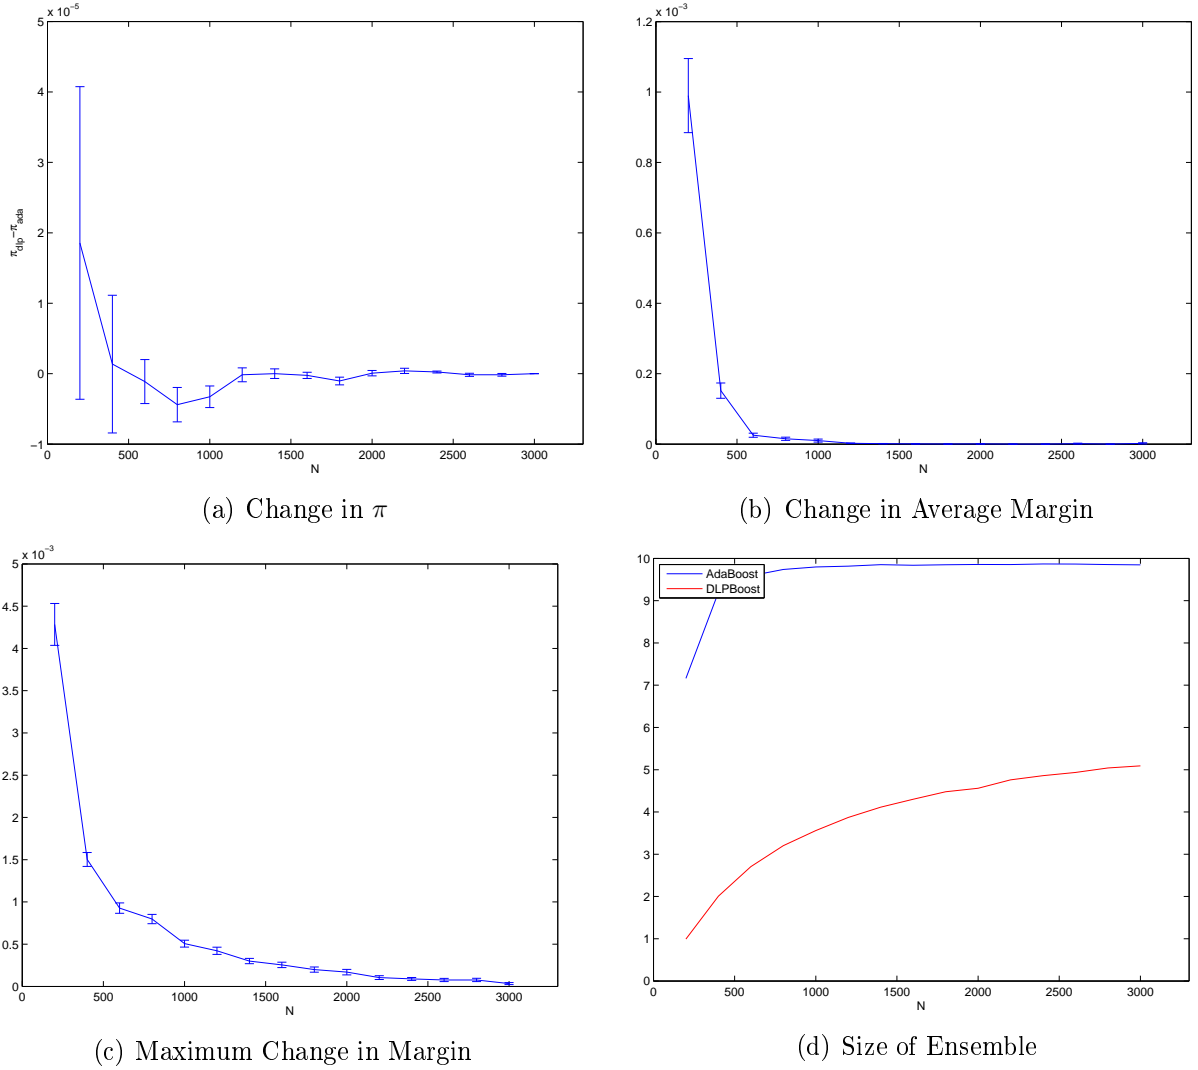 x 10⁻⁵
5
4
3
2
1
0
−1
π_dlp−π_ada
0 500 1000 1500 2000 2500 3000
N
(a) Change in π
x 10⁻³
1.2
1
0.8
0.6
0.4
0.2
0
0 500 1000 1500 2000 2500 3000
N
(b) Change in Average Margin
x 10⁻³
5
4.5
4
3.5
3
2.5
2
1.5
1
0.5
0
0 500 1000 1500 2000 2500 3000
N
(c) Maximum Change in Margin
10
9
8
7
6
5
4
3
2
1
0
AdaBoost
DLPBoost
0 500 1000 1500 2000 2500 3000
N
(d) Size of Ensemble